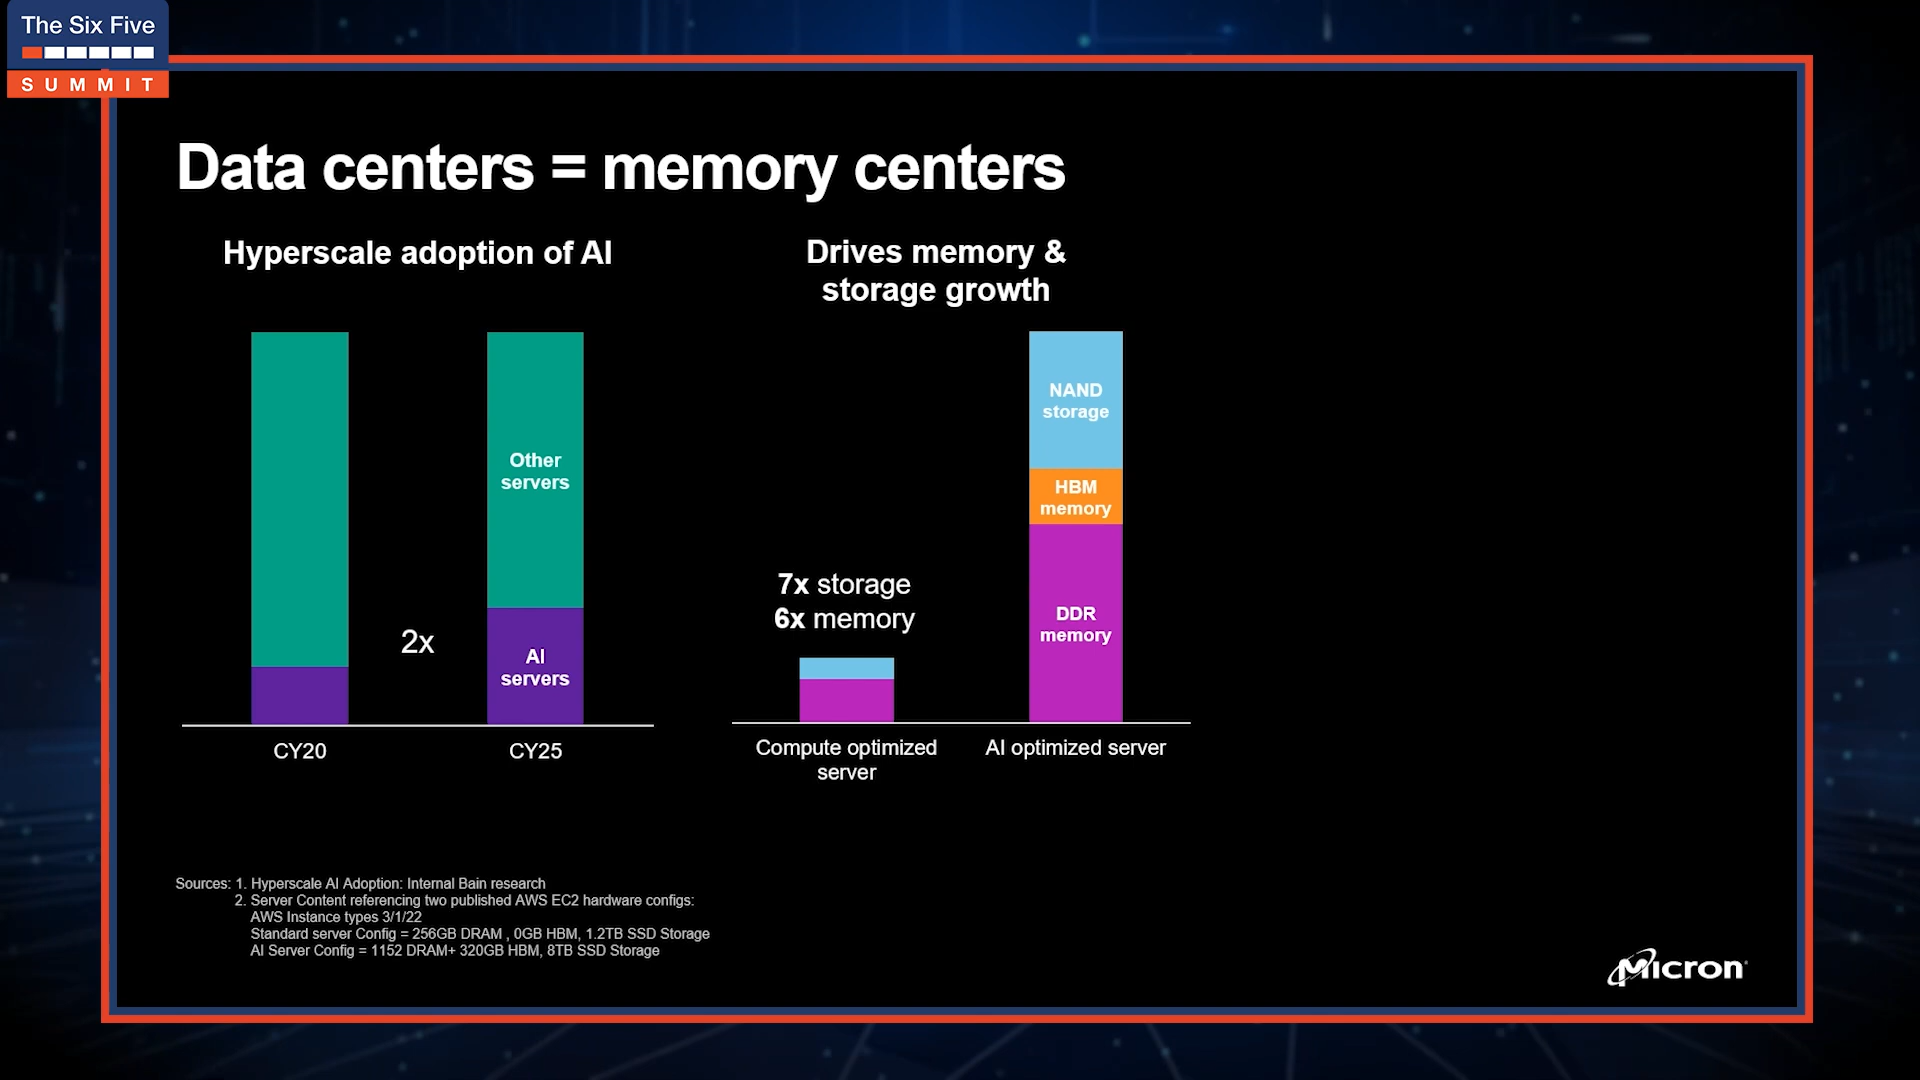 The Six Five
SUMMIT
Data centers = memory centers
Hyperscale adoption of AI
2x
Other
servers
AI
servers
CY20
CY25
Drives memory &
storage growth
7x storage
6x memory
NAND
storage
HBM
memory
DDR
memory
Compute optimized
server
AI optimized server
Sources: 1. Hyperscale AI Adoption: Internal Bain research
2. Server Content referencing two published AWS EC2 hardware configs:
AWS Instance types 3/1/22
Standard server Config = 256GB DRAM , 0GB HBM, 1.2TB SSD Storage
AI Server Config = 1152 DRAM+ 320GB HBM, 8TB SSD Storage
Micron